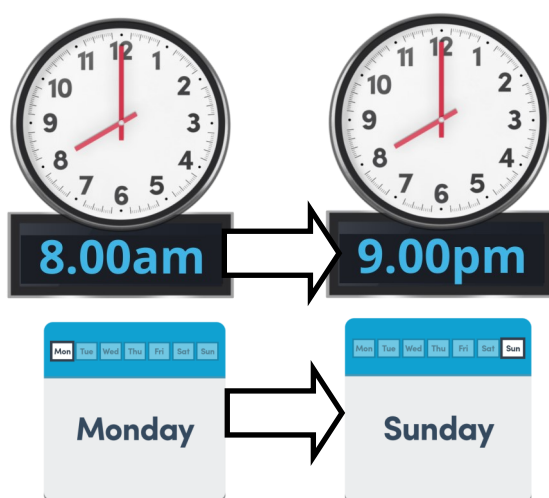 12 1 2 3 4 5 6 7 8 9 10 11
8.00am
12 1 2 3 4 5 6 7 8 9 10 11
9.00pm
Mon Tue Wed Thu Fri Sat Sun
Monday
Mon Tue Wed Thu Fri Sat Sun
Sunday